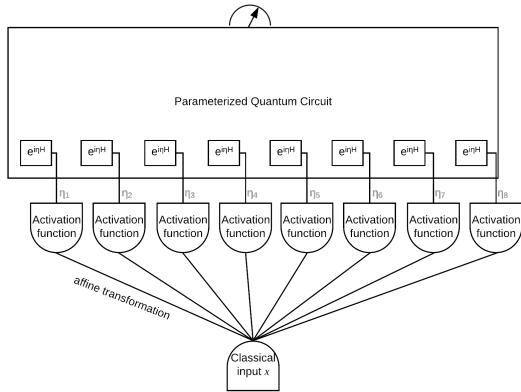 Parameterized Quantum Circuit
e^iηH e^iηH e^iηH e^iηH e^iηH e^iηH e^iηH e^iηH
η1 η2 η3 η4 η5 η6 η7 η8
Activation function
Activation function
Activation function
Activation function
Activation function
Activation function
Activation function
Activation function
affine transformation
Classical
input x